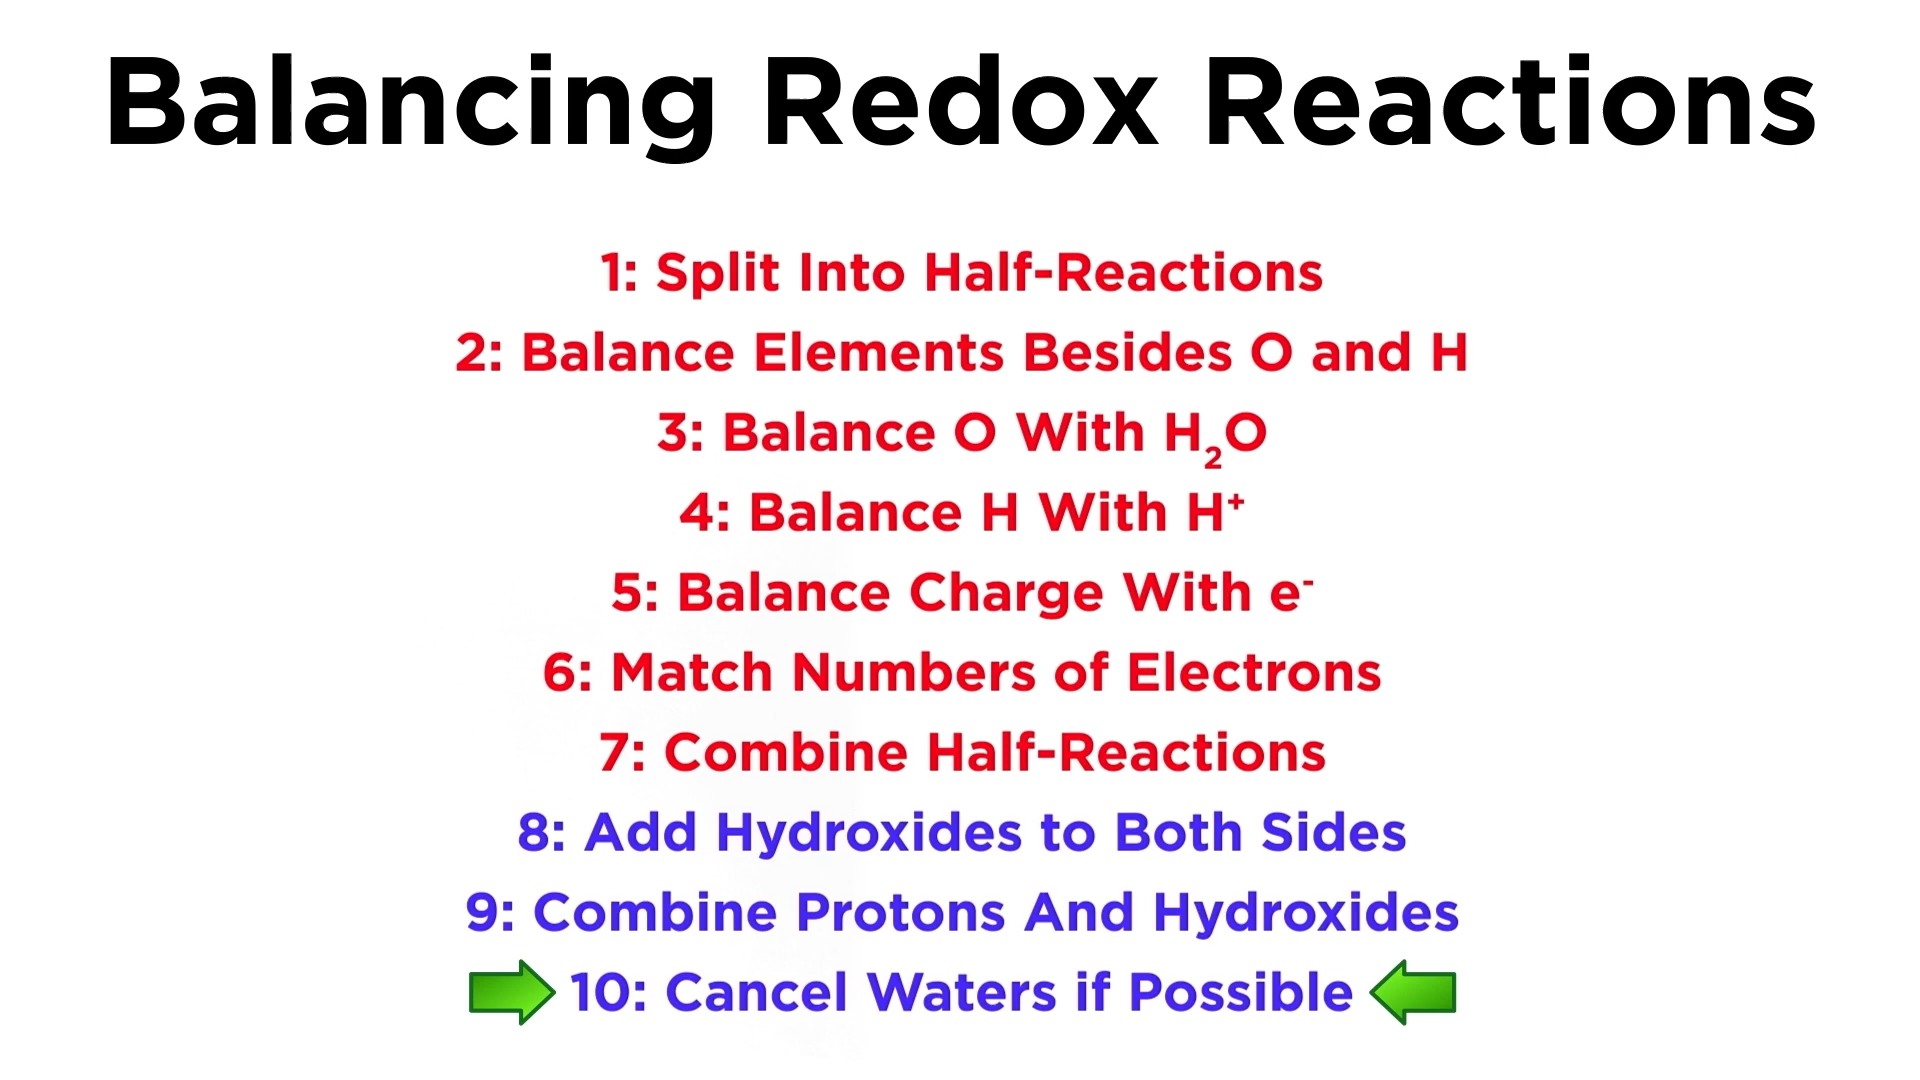 Balancing Redox Reactions
1: Split Into Half-Reactions
2: Balance Elements Besides O and H
3: Balance O With H₂O
4: Balance H With H⁺
5: Balance Charge With e⁻
6: Match Numbers of Electrons
7: Combine Half-Reactions
8: Add Hydroxides to Both Sides
9: Combine Protons And Hydroxides
10: Cancel Waters if Possible